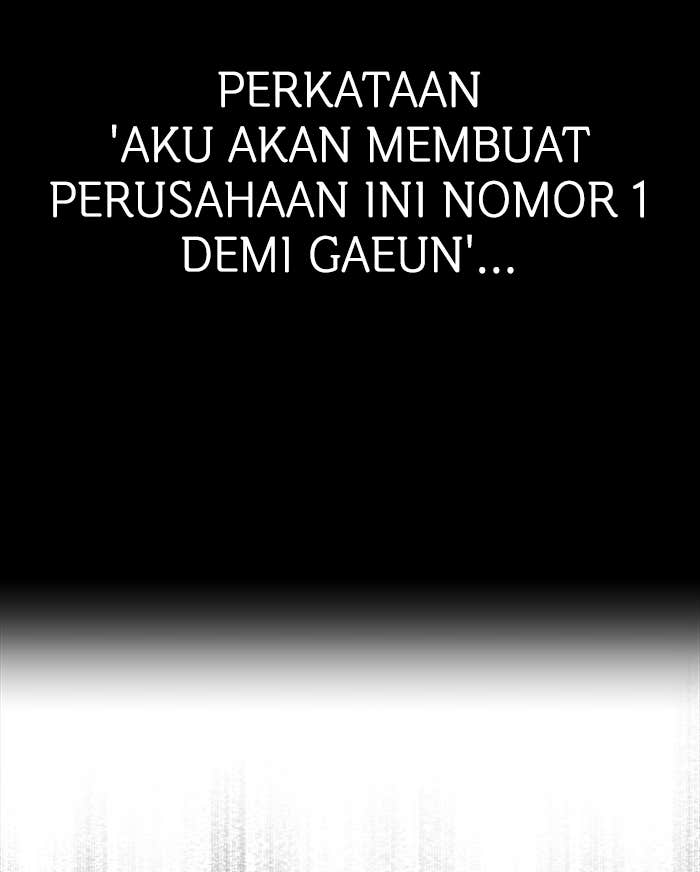 PERKATAAN
'AKU AKAN MEMBUAT
PERUSAHAAN INI NOMOR 1
DEMI GAEUN'...